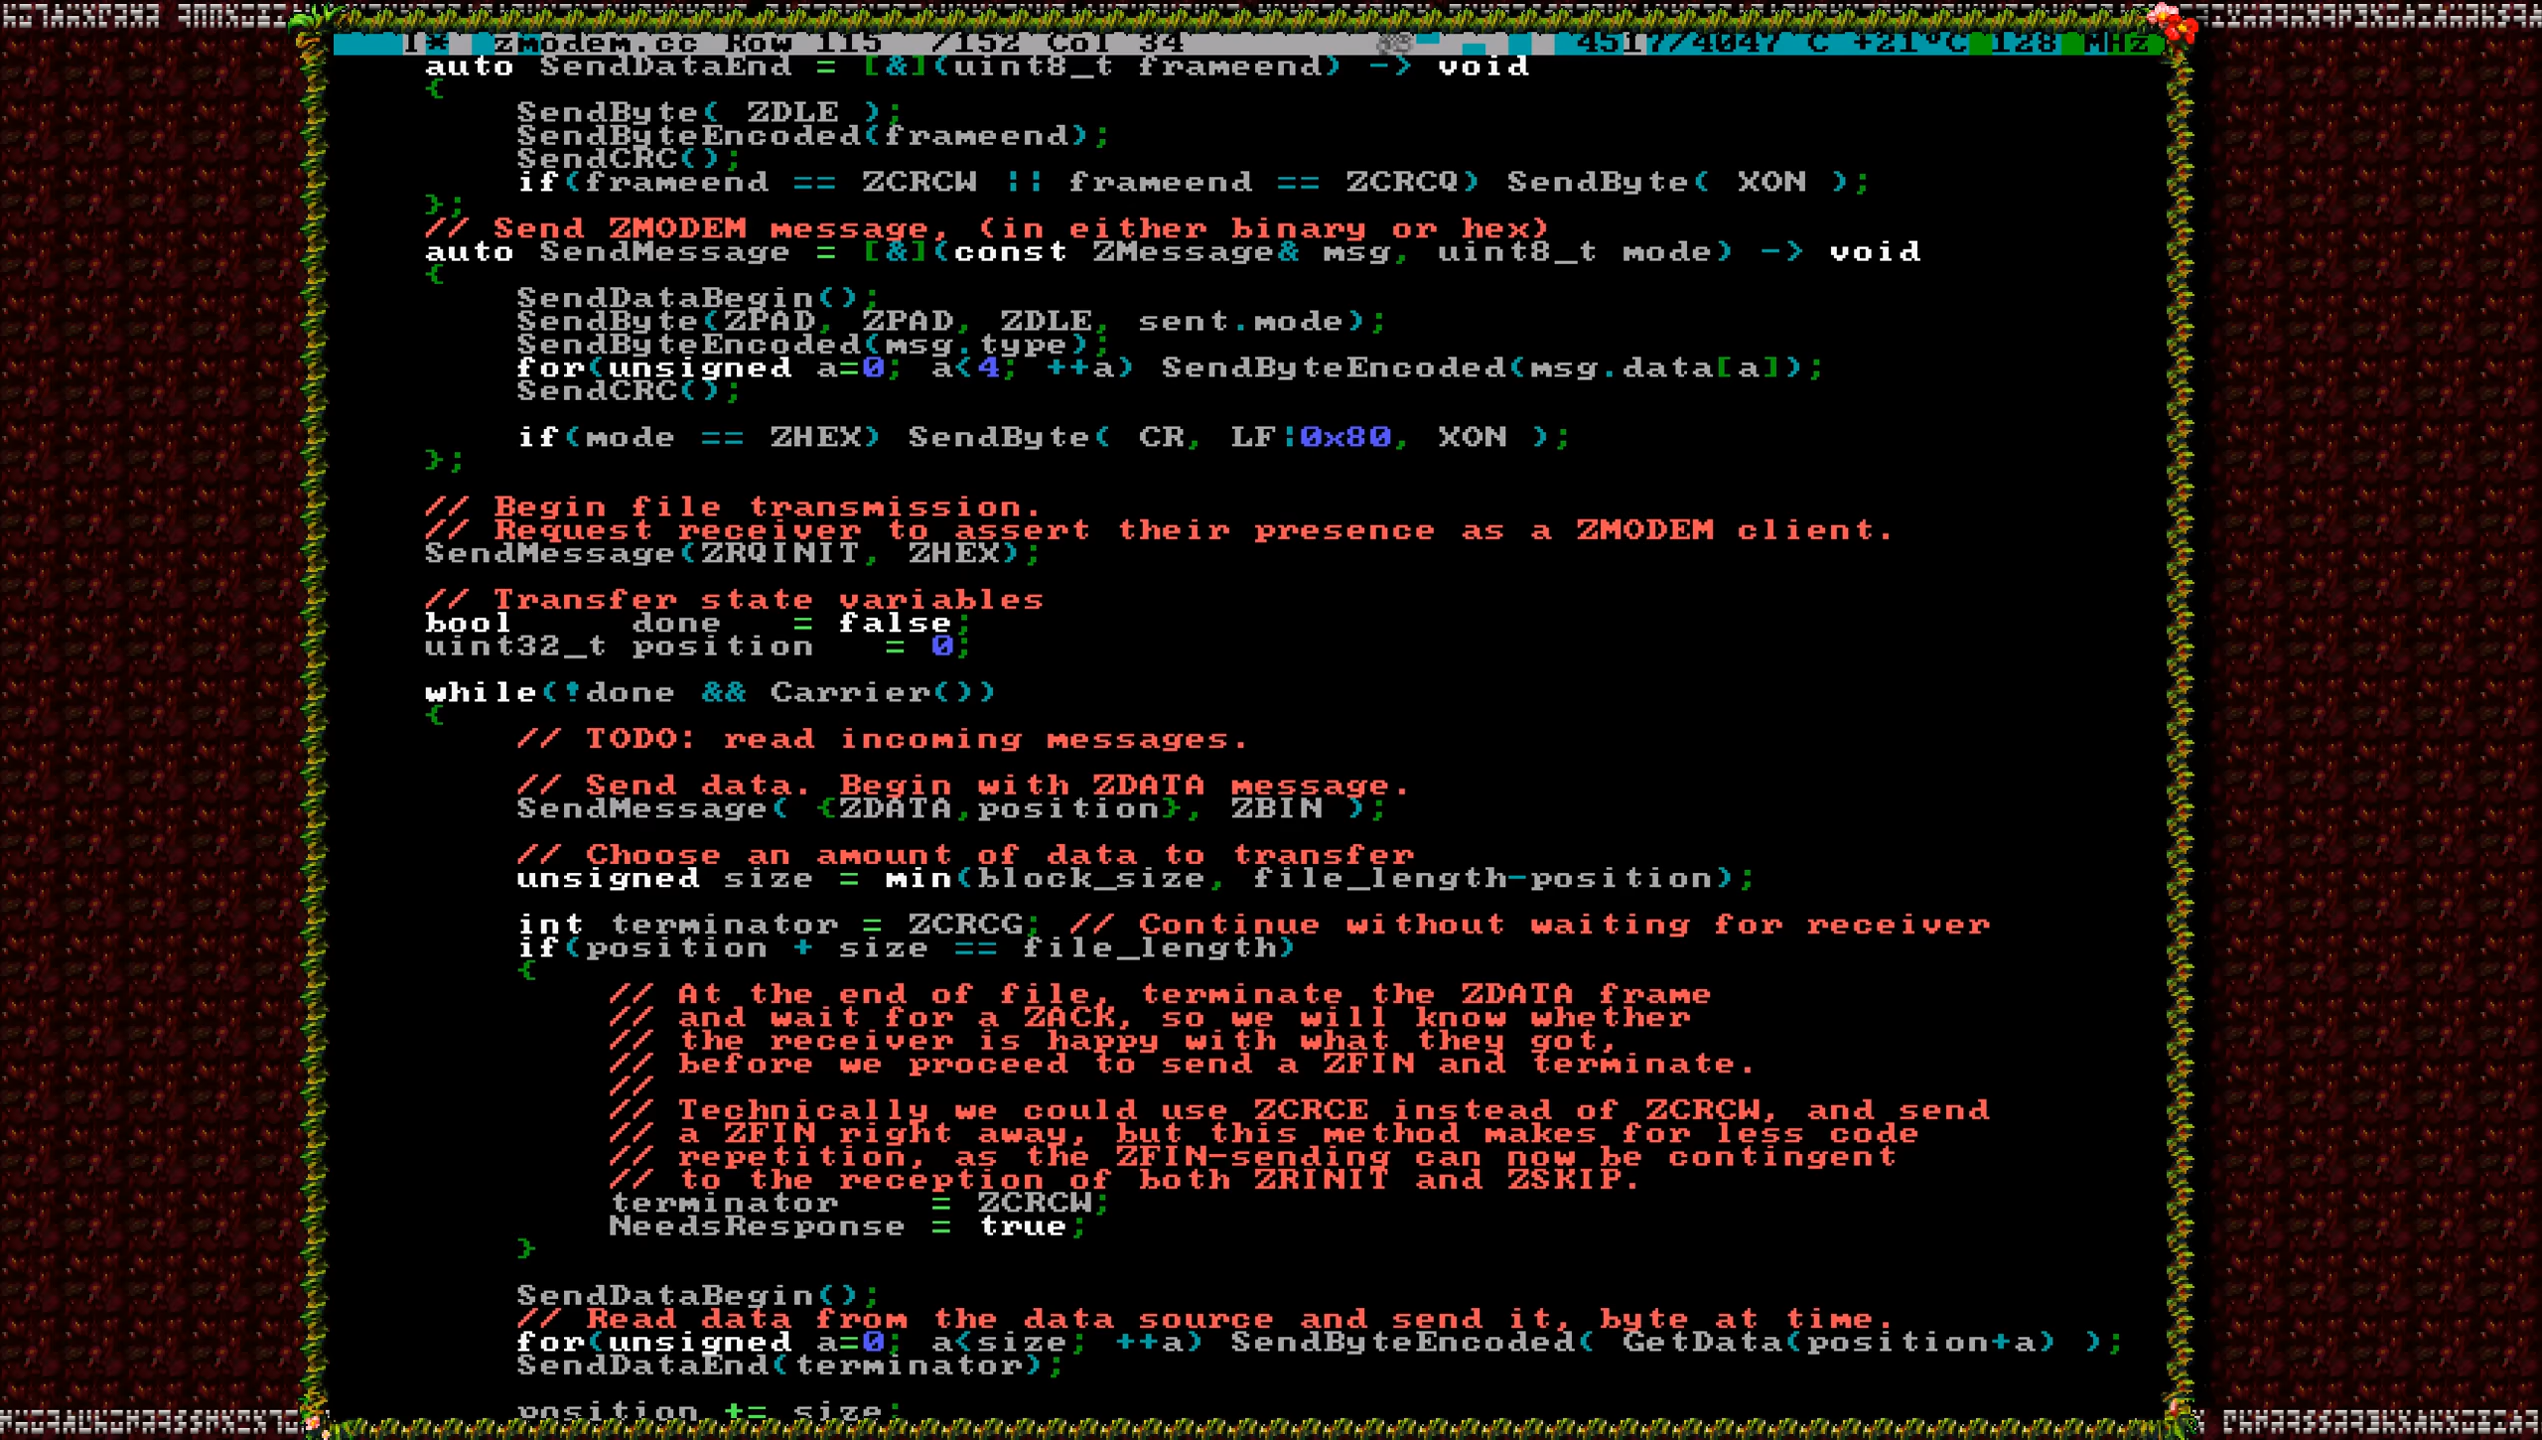 I* zmodem.cc Row 115 /152 Col 34 4517/4047 C +21°C 128 MHz
auto SendDataEnd = [&](uint8_t frameend) -> void
{
SendByte( ZDLE );
SendByteEncoded(frameend);
SendCRC();
if(frameend == ZCRCW || frameend == ZCRCQ) SendByte( XON );
};
// Send ZMODEM message, (in either binary or hex)
auto SendMessage = [&](const ZMessage& msg, uint8_t mode) -> void
{
SendDataBegin();
SendByte(ZPAD, ZPAD, ZDLE, sent.mode);
SendByteEncoded(msg.type);
for(unsigned a=0; a<4; ++a) SendByteEncoded(msg.data[a]);
SendCRC();
if(mode == ZHEX) SendByte( CR, LF|0x80, XON );
};
// Begin file transmission.
// Request receiver to assert their presence as a ZMODEM client.
SendMessage(ZRQINIT, ZHEX);
// Transfer state variables
bool done = false;
uint32_t position = 0;
while(!done && Carrier())
{
// TODO: read incoming messages.
// Send data. Begin with ZDATA message.
SendMessage( {ZDATA,position}, ZBIN );
// Choose an amount of data to transfer
unsigned size = min(block_size, file_length-position);
int terminator = ZCRCG; // Continue without waiting for receiver
if(position + size == file_length)
{
// At the end of file, terminate the ZDATA frame
// and wait for a ZACk, so we will know whether
// the receiver is happy with what they got,
// before we proceed to send a ZFIN and terminate.
//
// Technically we could use ZCRCE instead of ZCRCW, and send
// a ZFIN right away, but this method makes for less code
// repetition, as the ZFIN-sending can now be contingent
// to the reception of both ZRINIT and ZSKIP.
terminator = ZCRCW;
NeedsResponse = true;
}
SendDataBegin();
// Read data from the data source and send it, byte at time.
for(unsigned a=0; a<size; ++a) SendByteEncoded( GetData(position+a) );
SendDataEnd(terminator);
position += size;